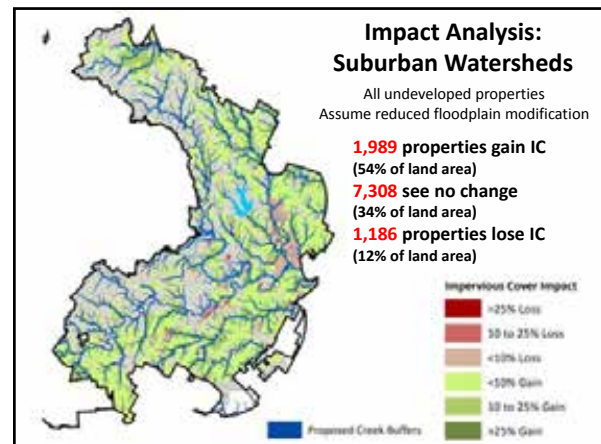 Impact Analysis:
Suburban Watersheds
All undeveloped properties
Assume reduced floodplain modification
1,989 properties gain IC
(54% of land area)
7,308 see no change
(34% of land area)
1,186 properties lose IC
(12% of land area)
Impervious Cover Impact
>25% Loss
10 to 25% Loss
<10% Loss
<10% Gain
10 to 25% Gain
>25% Gain
Proposed Creek Buffers